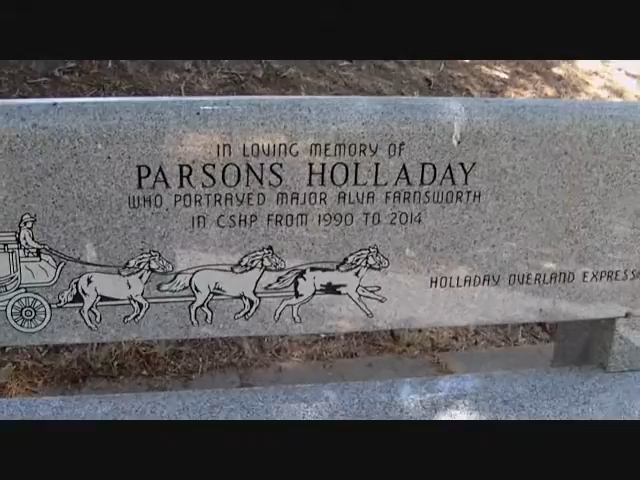 IN LOVING MEMORY OF
PARSONS HOLLADAY
WHO PORTRAYED MAJOR ALVA FARNSWORTH
IN CSHP FROM 1990 TO 2014
HOLLADAY OVERLAND EXPRESS